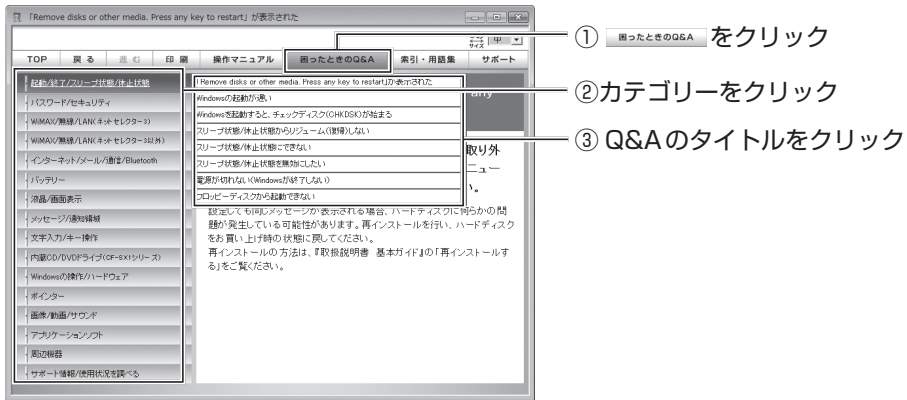 「Remove disks or other media. Press any key to restart」が表示された
サイズ 中
TOP 戻る 進む 印刷 操作マニュアル 困ったときのQ&A 索引・用語集 サポート
起動/終了/スリープ状態/休止状態
パスワード/セキュリティ
WiMAX/無線/LAN(ネットセレクター3)
WiMAX/無線/LAN(ネットセレクター3以外)
インターネット/メール/通信/Bluetooth
バッテリー
液晶/画面表示
メッセージ/通知領域
文字入力/キー操作
内蔵CD/DVDドライブ(CF-SX1シリーズ)
Windowsの操作/ハードウェア
ポインター
画像/動画/サウンド
アプリケーションソフト
周辺機器
サポート情報/使用状況を調べる
「Remove disks or other media. Press any key to restart」が表示された
Windowsの起動が遅い
Windowsを起動すると、チェックディスク(CHKDSK)が始まる
スリープ状態/休止状態からリジューム(復帰)しない
スリープ状態/休止状態にできない
スリープ状態/休止状態を無効にしたい
電源が切れない(Windowsが終了しない)
フロッピーディスクから起動できない
any
取り外
ニュー
い。
設定しても同じメッセージが表示される場合、ハードディスクに何らかの問
題が発生している可能性があります。再インストールを行い、ハードディスク
をお買い上げ時の状態に戻してください。
再インストールの方法は、『取扱説明書 基本ガイド』の「再インストールす
る」をご覧ください。
① 困ったときのQ&A をクリック
②カテゴリーをクリック
③ Q&Aのタイトルをクリック